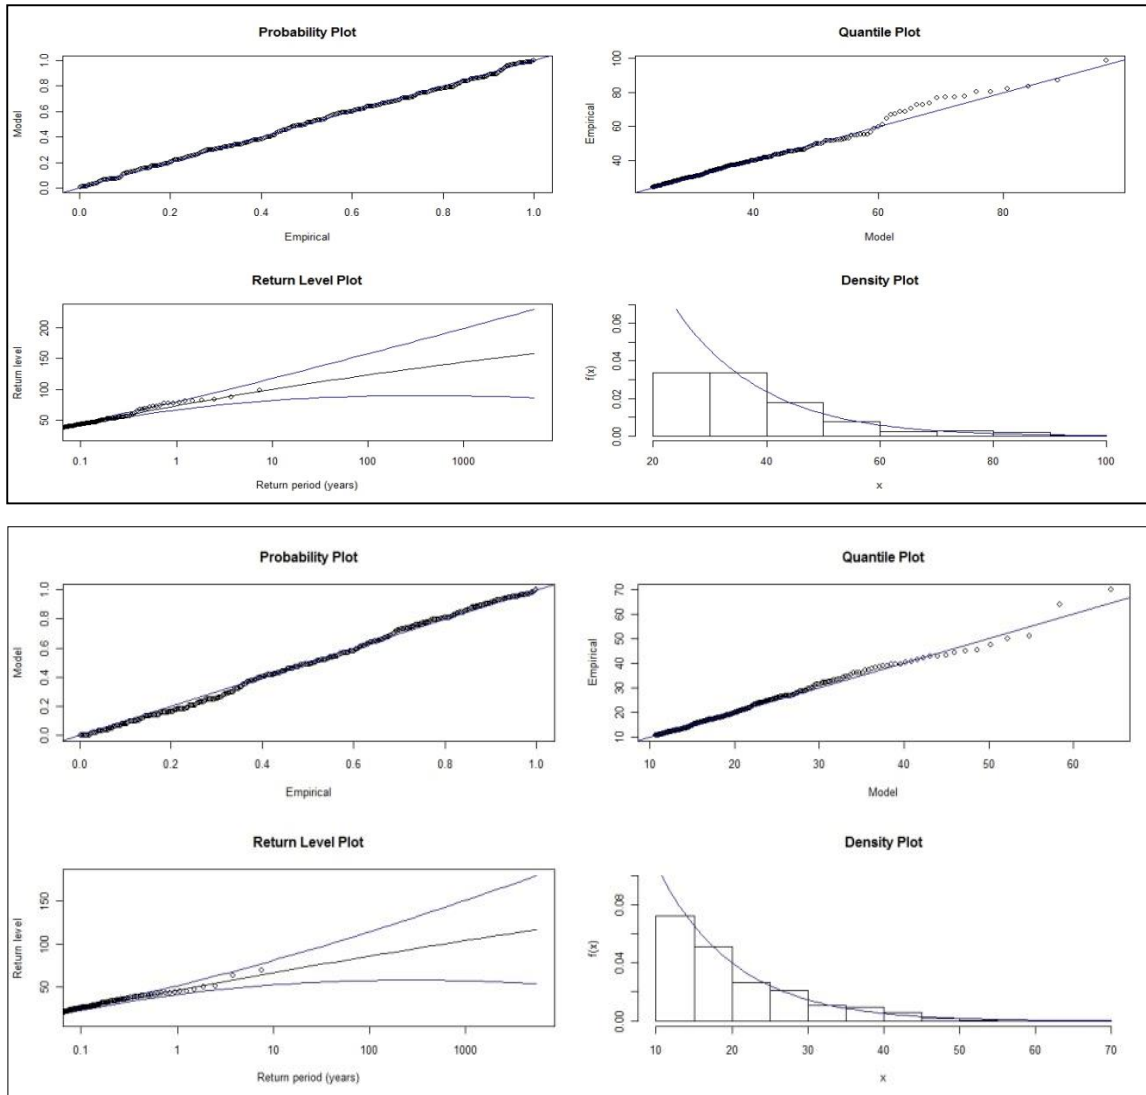 Probability Plot
Model
0.0 0.2 0.4 0.6 0.8 1.0
0.0 0.2 0.4 0.6 0.8 1.0
Empirical
Quantile Plot
Empirical
40 60 80 100
40 60 80
Model
Return Level Plot
Return level
50 100 150 200
0.1 1 10 100 1000
Return period (years)
Density Plot
f(x)
0.00 0.02 0.04 0.06
20 40 60 80 100
x
Probability Plot
Model
0.0 0.2 0.4 0.6 0.8 1.0
0.0 0.2 0.4 0.6 0.8 1.0
Empirical
Quantile Plot
Empirical
10 20 30 40 50 60 70
10 20 30 40 50 60
Model
Return Level Plot
Return level
50 100 150
0.1 1 10 100 1000
Return period (years)
Density Plot
f(x)
0.00 0.04 0.08
10 20 30 40 50 60 70
x